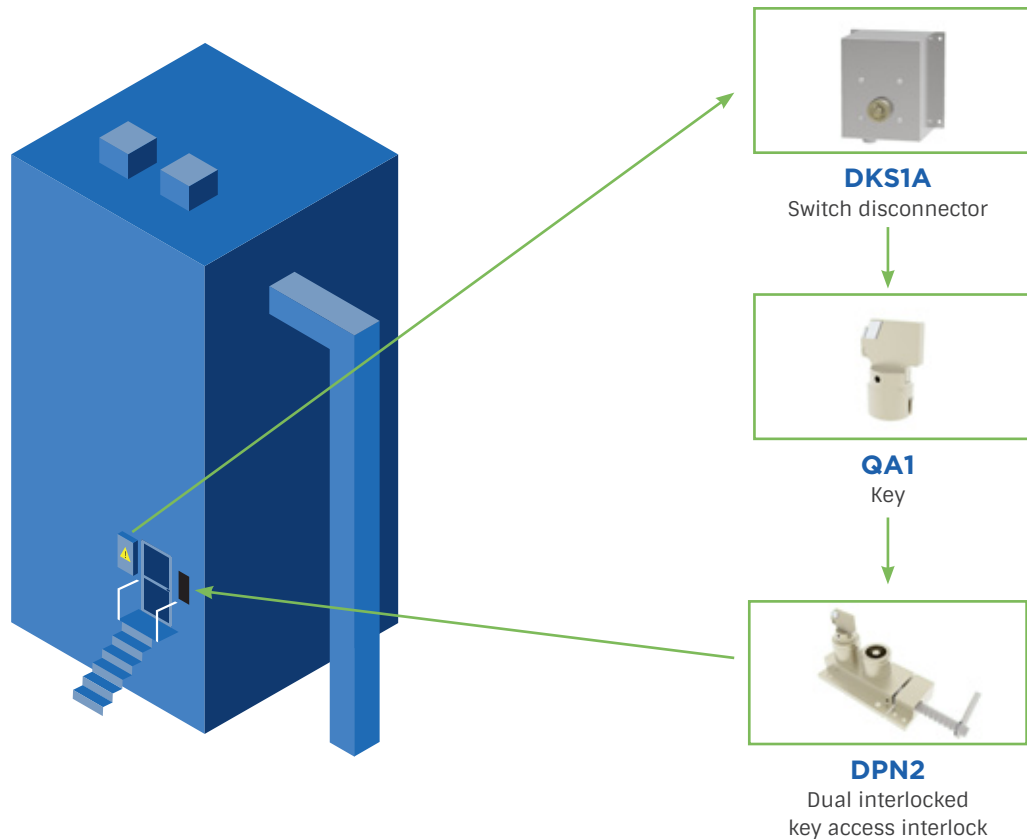 DKS1A
Switch disconnector
QA1
Key
DPN2
Dual interlocked
key access interlock